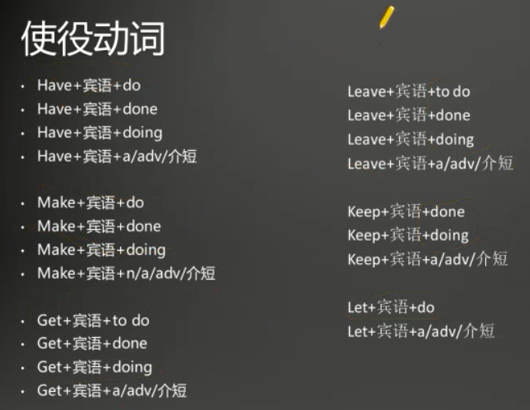 使役动词
• Have+宾语+do
• Have+宾语+done
• Have+宾语+doing
• Have+宾语+a/adv/介短
• Make+宾语+do
• Make+宾语+done
• Make+宾语+doing
• Make+宾语+n/a/adv/介短
• Get+宾语+to do
• Get+宾语+done
• Get+宾语+doing
• Get+宾语+a/adv/介短
Leave+宾语+to do
Leave+宾语+done
Leave+宾语+doing
Leave+宾语+a/adv/介短
Keep+宾语+done
Keep+宾语+doing
Keep+宾语+a/adv/介短
Let+宾语+do
Let+宾语+a/adv/介短